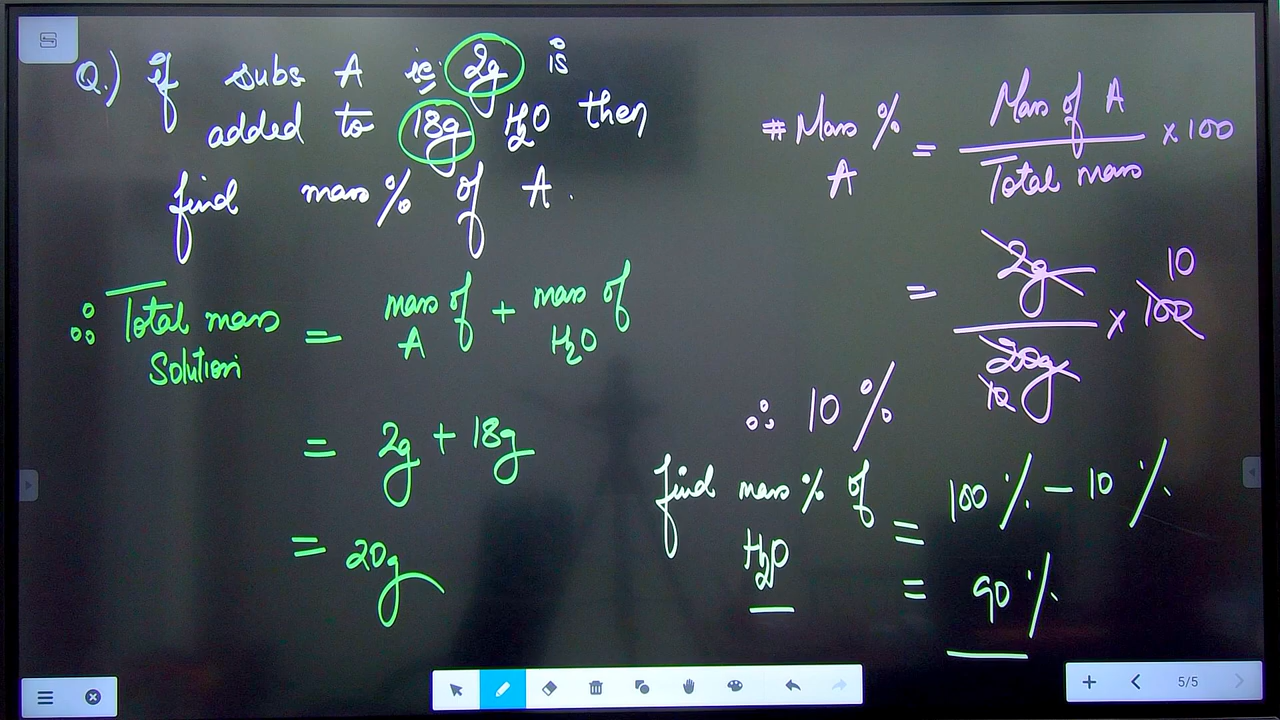 Q.) if subs A is 2g is
added to 18g H2O then
find mass % of A.
∴ Total mass Solution = mass of A + mass of H2O
= 2g + 18g
= 20g
# Mass % A = Mass of A / Total mass × 100
= 2g / 20g × 100
10
10
∴ 10 %
find mass % of H2O = 100 % - 10 %
= 90 %
5/5